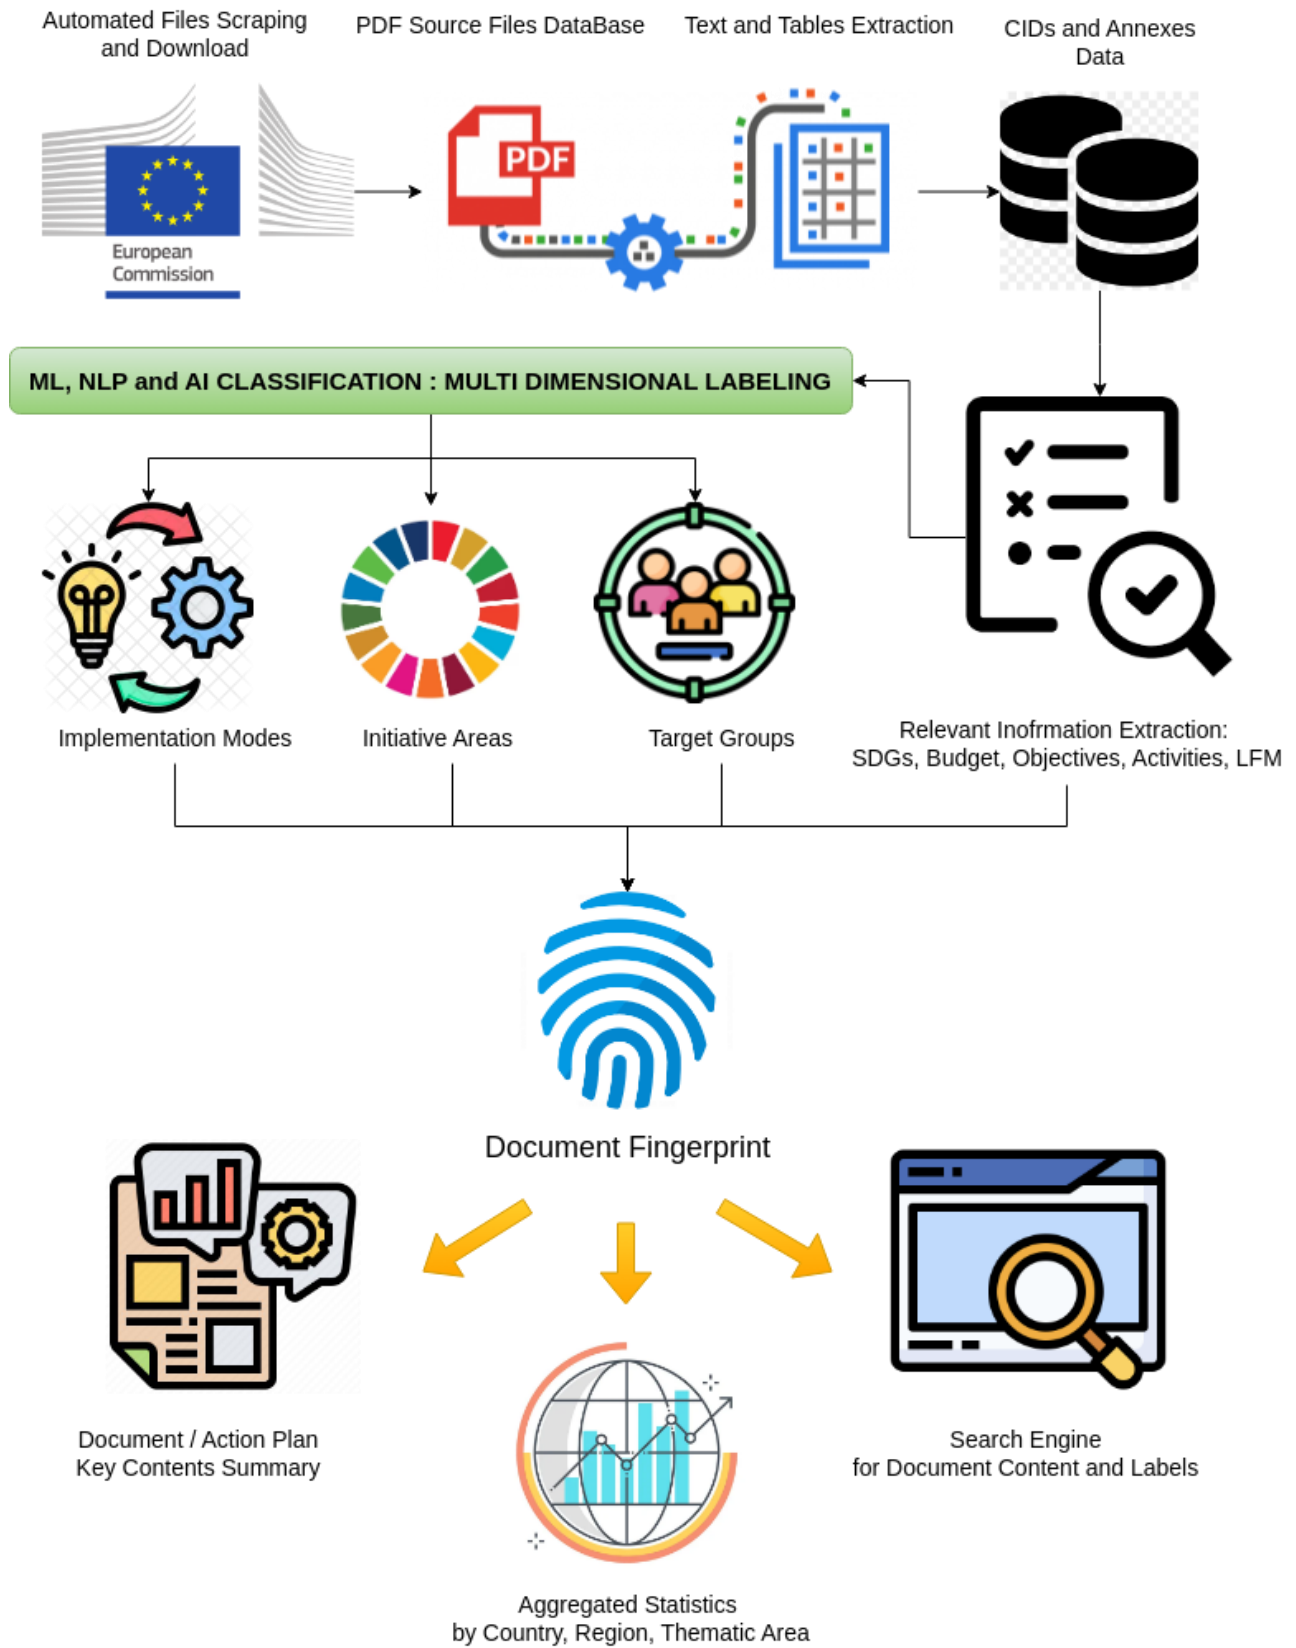 Automated Files Scraping
and Download
PDF Source Files DataBase
Text and Tables Extraction
CIDs and Annexes
Data
PDF
European
Commission
ML, NLP and AI CLASSIFICATION : MULTI DIMENSIONAL LABELING
Implementation Modes
Initiative Areas
Target Groups
Relevant Inofrmation Extraction:
SDGs, Budget, Objectives, Activities, LFM
Document Fingerprint
Document / Action Plan
Key Contents Summary
Search Engine
for Document Content and Labels
Aggregated Statistics
by Country, Region, Thematic Area